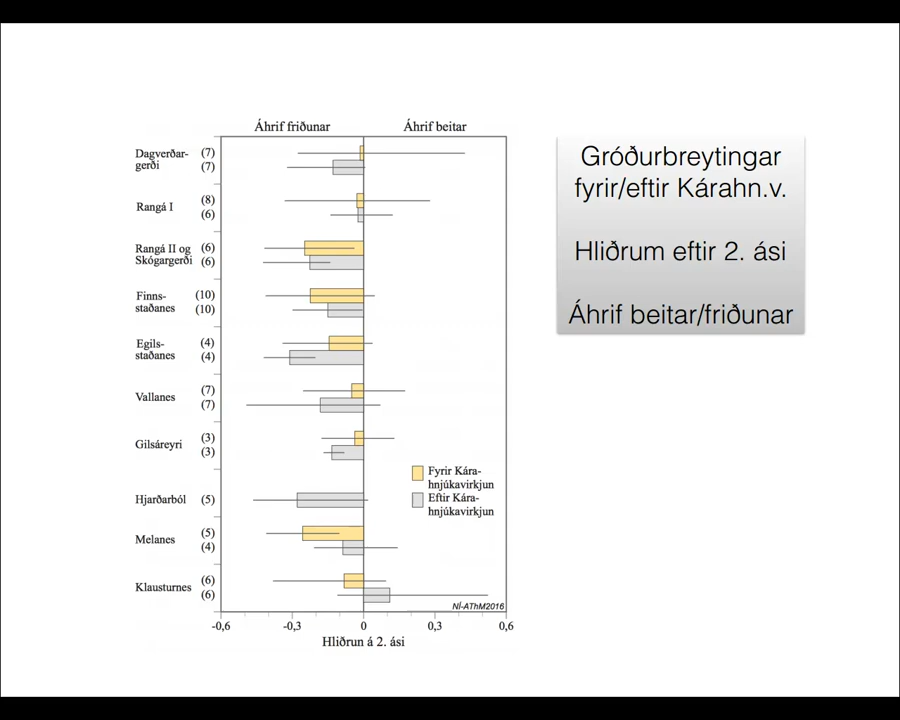 Áhrif friðunar
Áhrif beitar
Dagverðar-
gerði
(7)
(7)
Rangá I
(8)
(6)
Rangá II og
Skógargerði
(6)
(6)
Finns-
staðanes
(10)
(10)
Egils-
staðanes
(4)
(4)
Vallanes
(7)
(7)
Gilsáreyri
(3)
(3)
Hjarðarból
(5)
Melanes
(5)
(4)
Klausturnes
(6)
(6)
Fyrir Kára-
hnjúkavirkjun
Eftir Kára-
hnjúkavirkjun
NÍ-AThM2016
-0,6 -0,3 0 0,3 0,6
Hliðrun á 2. ási
Gróðurbreytingar
fyrir/eftir Kárahn.v.
Hliðrum eftir 2. ási
Áhrif beitar/friðunar